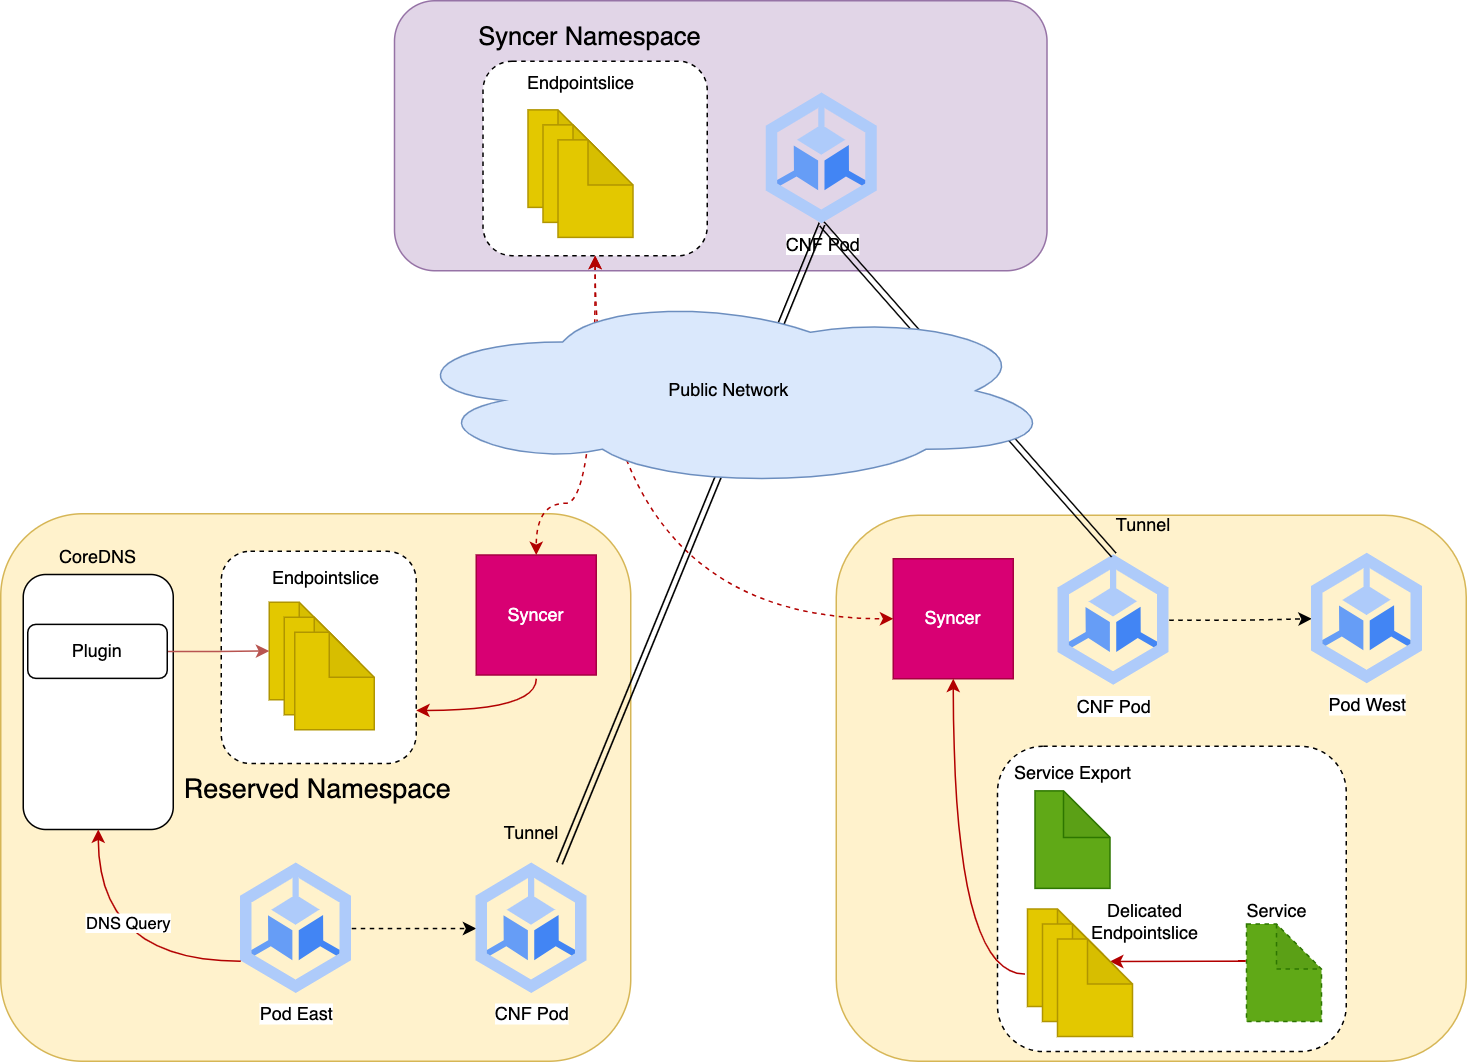 Syncer Namespace
Endpointslice
CNF Pod
Public Network
Tunnel
CoreDNS
Endpointslice
Syncer
Plugin
Reserved Namespace
Tunnel
DNS Query
Pod East
CNF Pod
Syncer
CNF Pod
Pod West
Service Export
Delicated
Endpointslice
Service